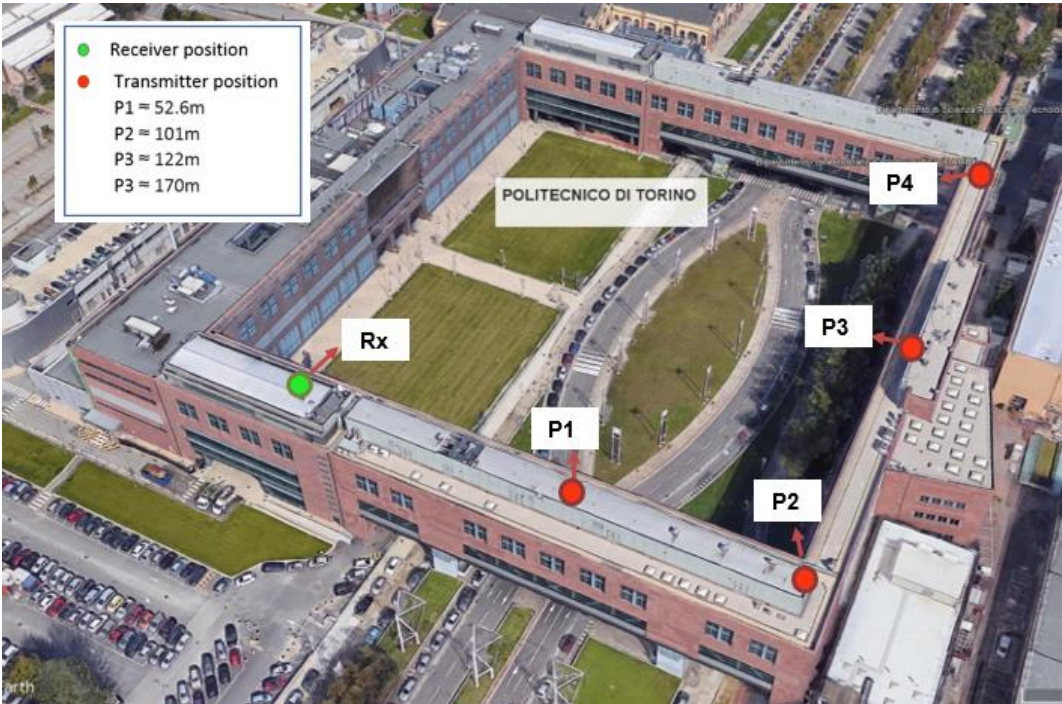 Receiver position
Transmitter position
P1 ≈ 52.6m
P2 ≈ 101m
P3 ≈ 122m
P3 ≈ 170m
POLITECNICO DI TORINO
P4
P3
Rx
P1
P2
arth